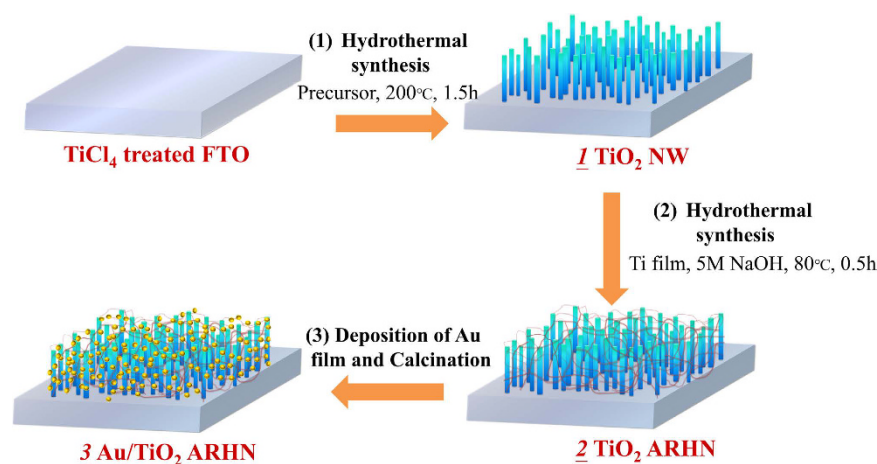 (1) Hydrothermal
synthesis
Precursor, 200°C, 1.5h
TiCl₄ treated FTO
1 TiO₂ NW
(2) Hydrothermal
synthesis
Ti film, 5M NaOH, 80°C, 0.5h
(3) Deposition of Au
film and Calcination
3 Au/TiO₂ ARHN
2 TiO₂ ARHN